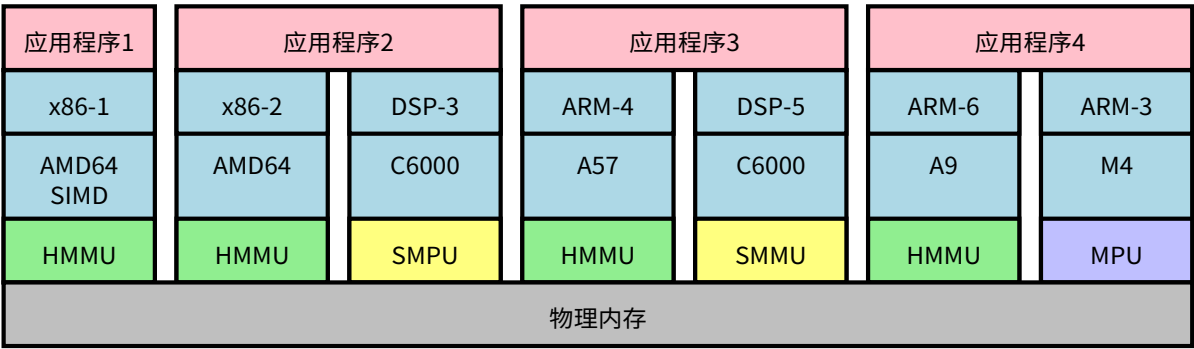 应用程序1
应用程序2
应用程序3
应用程序4
x86-1
x86-2
DSP-3
ARM-4
DSP-5
ARM-6
ARM-3
AMD64
SIMD
AMD64
C6000
A57
C6000
A9
M4
HMMU
HMMU
SMPU
HMMU
SMMU
HMMU
MPU
物理内存